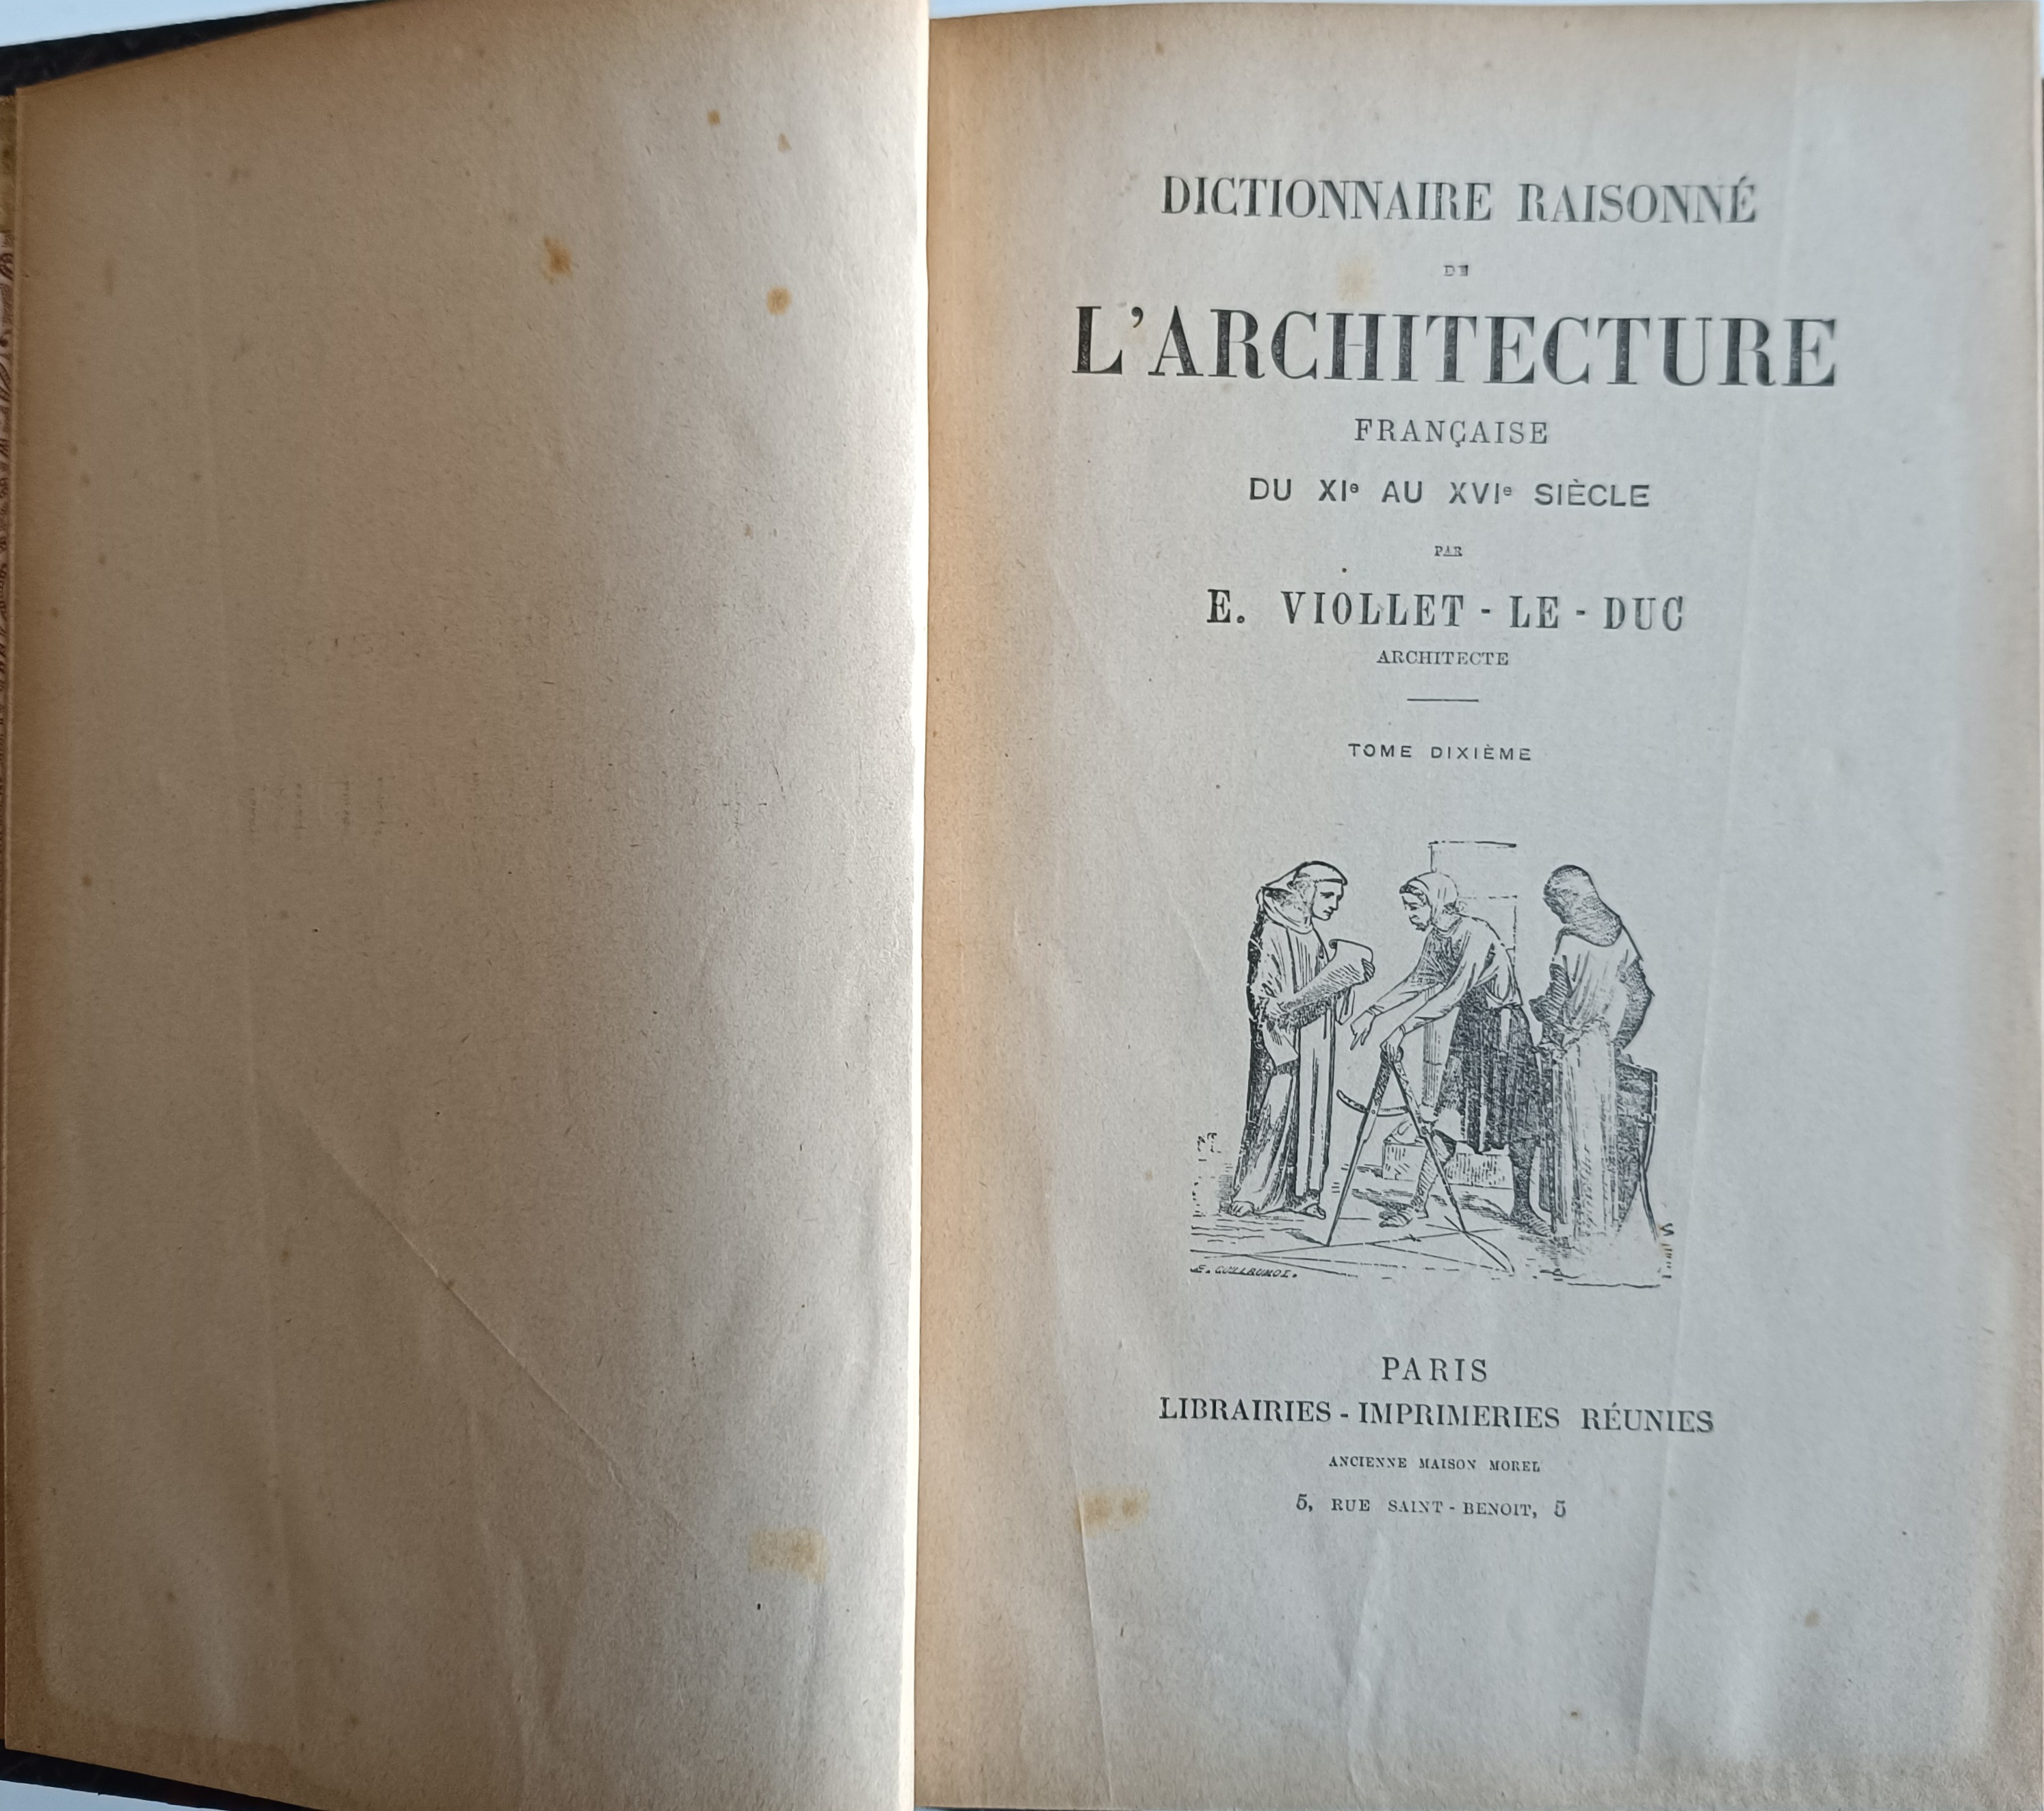 DICTIONNAIRE RAISONNÉ
DE
L'ARCHITECTURE
FRANÇAISE
DU XIe AU XVIe SIÈCLE
PAR
E. VIOLLET-LE-DUC
ARCHITECTE
TOME DIXIÈME
E. GUILLAUMOT.
PARIS
LIBRAIRIES-IMPRIMERIES RÉUNIES
ANCIENNE MAISON MOREL
5, RUE SAINT-BENOIT, 5